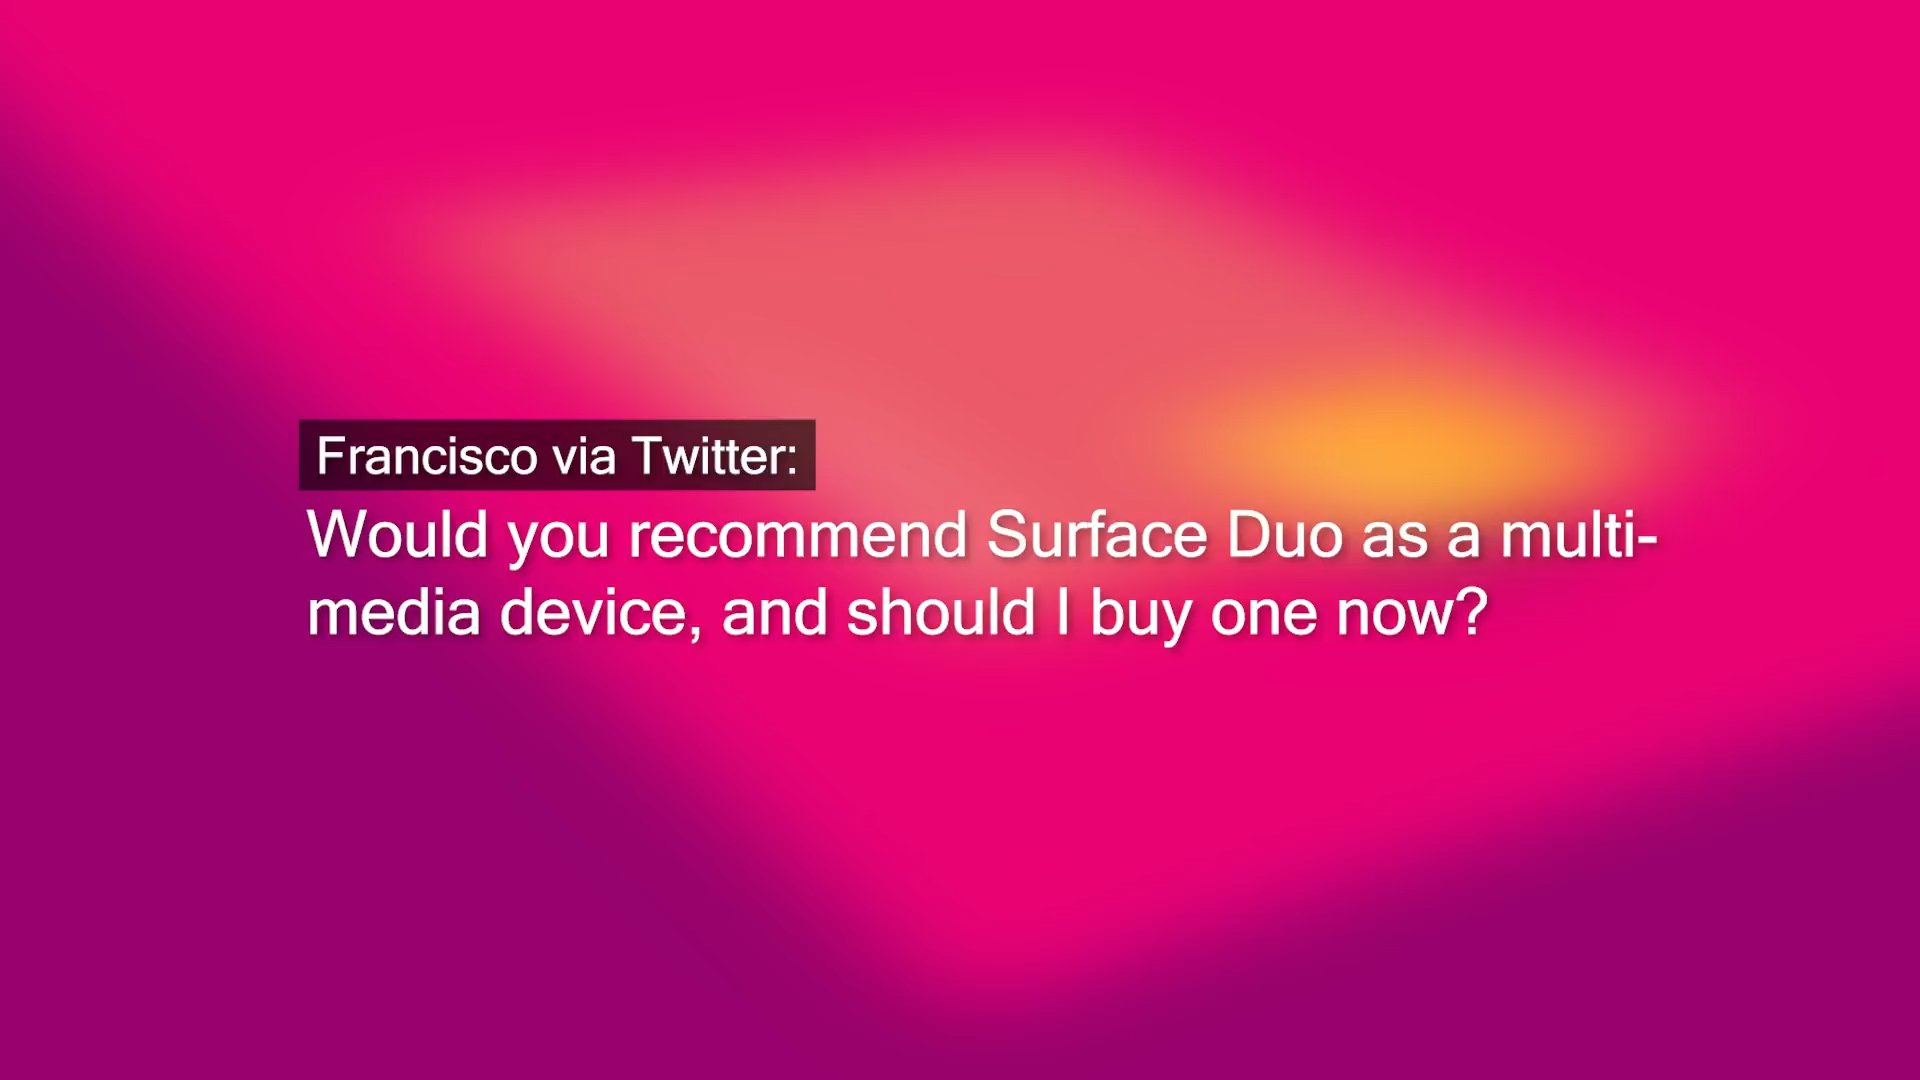 Francisco via Twitter:
Would you recommend Surface Duo as a multi-
media device, and should I buy one now?